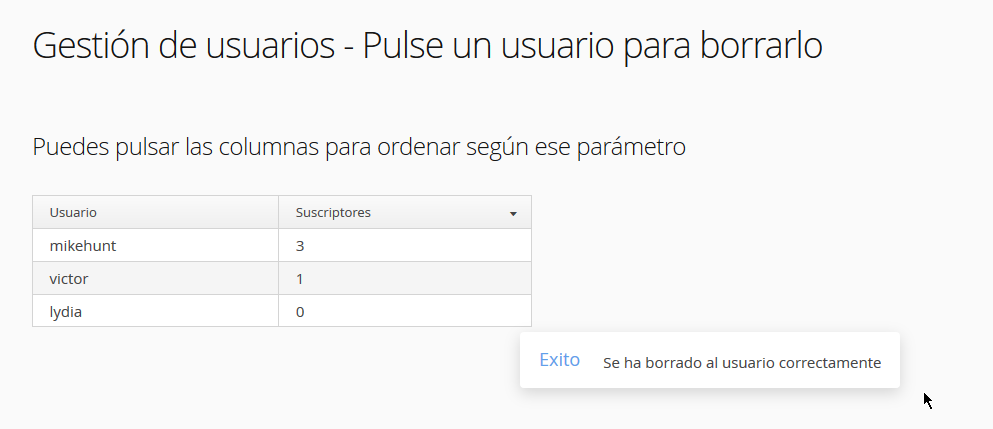 Gestión de usuarios - Pulse un usuario para borrarlo
Puedes pulsar las columnas para ordenar según ese parámetro
Usuario Suscriptores
mikehunt 3
victor 1
lydia 0
Exito Se ha borrado al usuario correctamente